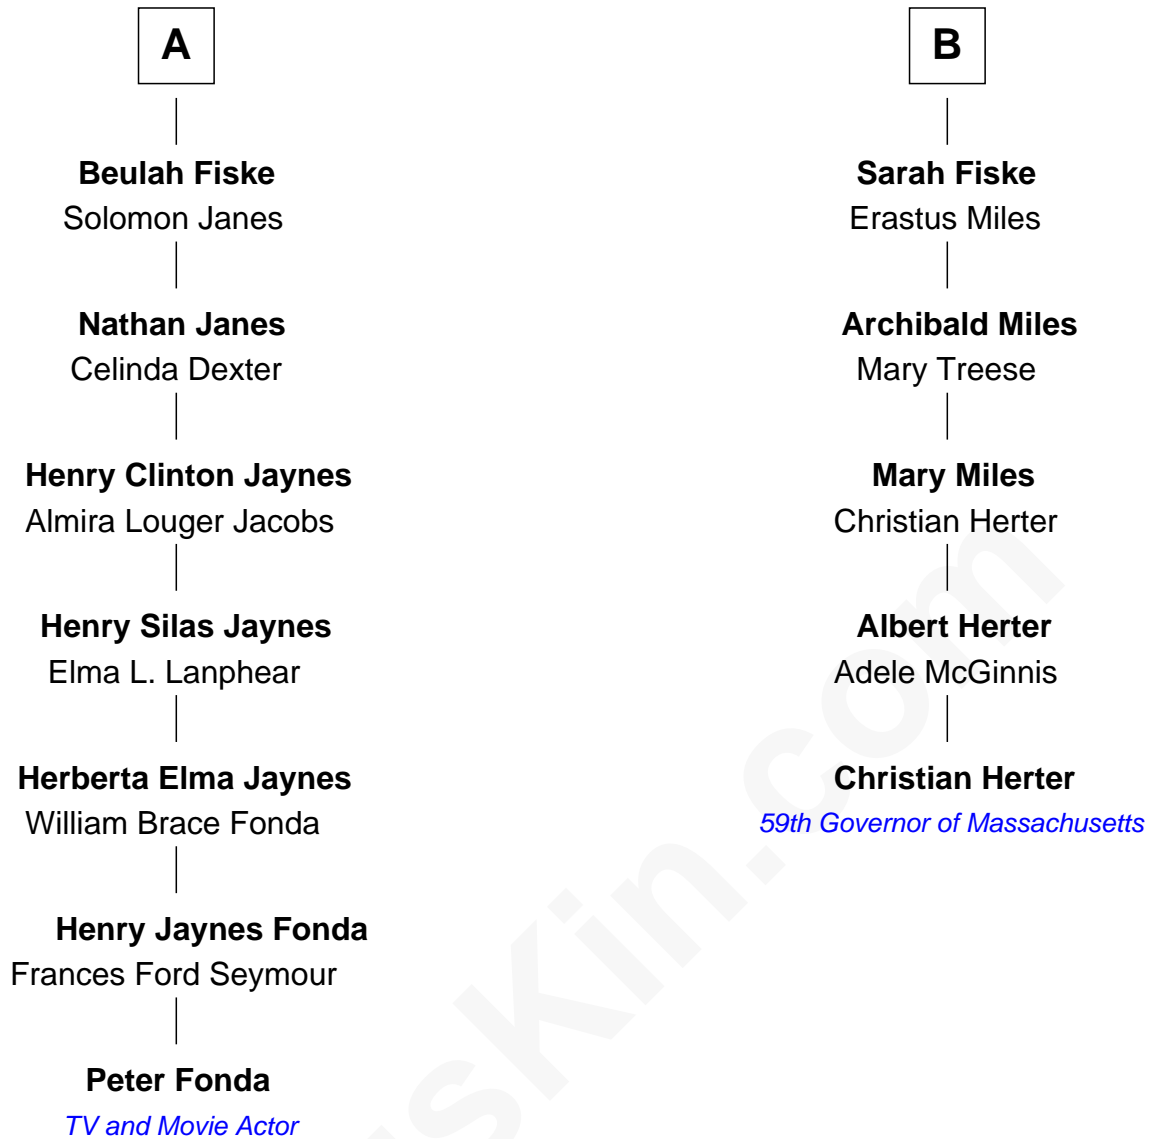 A
Beulah Fiske
Solomon Janes
Nathan Janes
Celinda Dexter
Henry Clinton Jaynes
Almira Louger Jacobs
Henry Silas Jaynes
Elma L. Lanphear
Herberta Elma Jaynes
William Brace Fonda
Henry Jaynes Fonda
Frances Ford Seymour
Peter Fonda
TV and Movie Actor
B
Sarah Fiske
Erastus Miles
Archibald Miles
Mary Treese
Mary Miles
Christian Herter
Albert Herter
Adele McGinnis
Christian Herter
59th Governor of Massachusetts
sKin.com